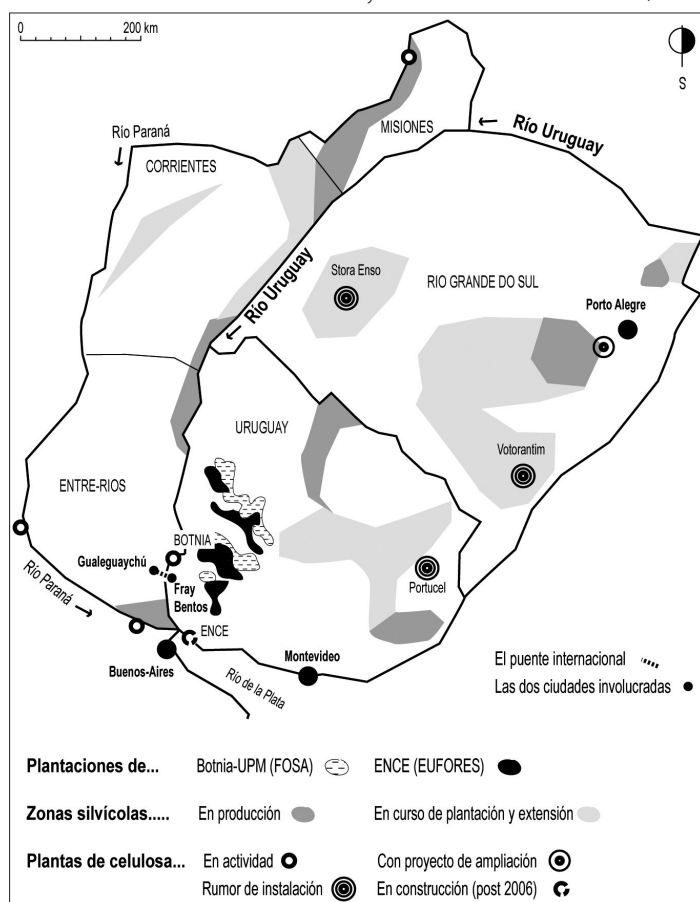 0 200 km
S
MISIONES
Río Uruguay
Río Paraná
CORRIENTES
Río Uruguay
Stora Enso
RIO GRANDE DO SUL
Porto Alegre
URUGUAY
Votorantim
ENTRE-RIOS
BOTNIA
Gualeguaychú
Fray
Bentos
Río Paraná
Portucel
ENCE
Buenos-Aires
Río de la Plata
Montevideo
El puente internacional
Las dos ciudades involucradas
Plantaciones de... Botnia-UPM (FOSA) ENCE (EUFORES)
Zonas silvícolas..... En producción En curso de plantación y extensión
Plantas de celulosa... En actividad Con proyecto de ampliación
Rumor de instalación En construcción (post 2006)